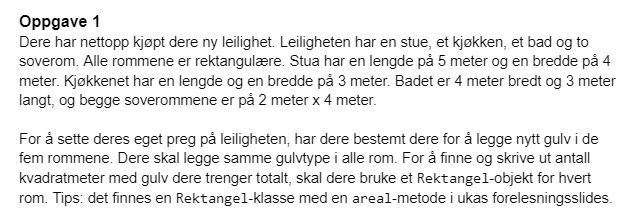 Oppgave 1
Dere har nettopp kjøpt dere ny leilighet. Leiligheten har en stue, et kjøkken, et bad og to
soverom. Alle rommene er rektangulære. Stua har en lengde på 5 meter og en bredde på 4
meter. Kjøkkenet har en lengde og en bredde på 3 meter. Badet er 4 meter bredt og 3 meter
langt, og begge soverommene er på 2 meter x 4 meter.
For å sette deres eget preg på leiligheten, har dere bestemt dere for å legge nytt gulv i de
fem rommene. Dere skal legge samme gulvtype i alle rom. For å finne og skrive ut antall
kvadratmeter med gulv dere trenger totalt, skal dere bruke et Rektangel-objekt for hvert
rom. Tips: det finnes en Rektangel-klasse med en areal-metode i ukas forelesningsslides.